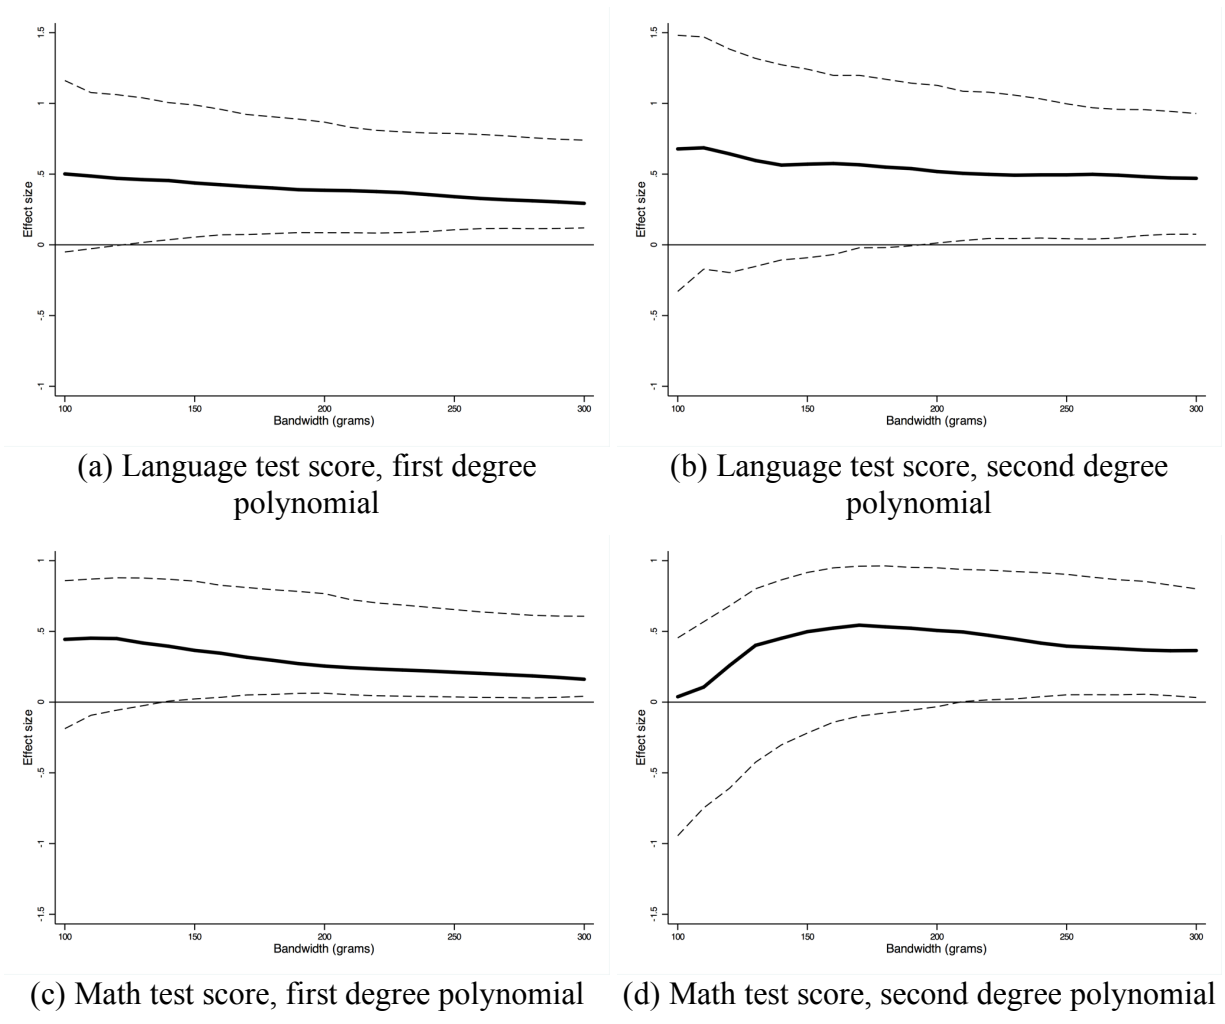 1.5
1
.5
0
-.5
-1
Effect size
100 150 200 250 300
Bandwidth (grams)
(a) Language test score, first degree
polynomial
1.5
1
.5
0
-.5
-1
Effect size
100 150 200 250 300
Bandwidth (grams)
(b) Language test score, second degree
polynomial
1
.5
0
-.5
-1
-1.5
Effect size
100 150 200 250 300
Bandwidth (grams)
(c) Math test score, first degree polynomial
1
.5
0
-.5
-1
-1.5
Effect size
100 150 200 250 300
Bandwidth (grams)
(d) Math test score, second degree polynomial